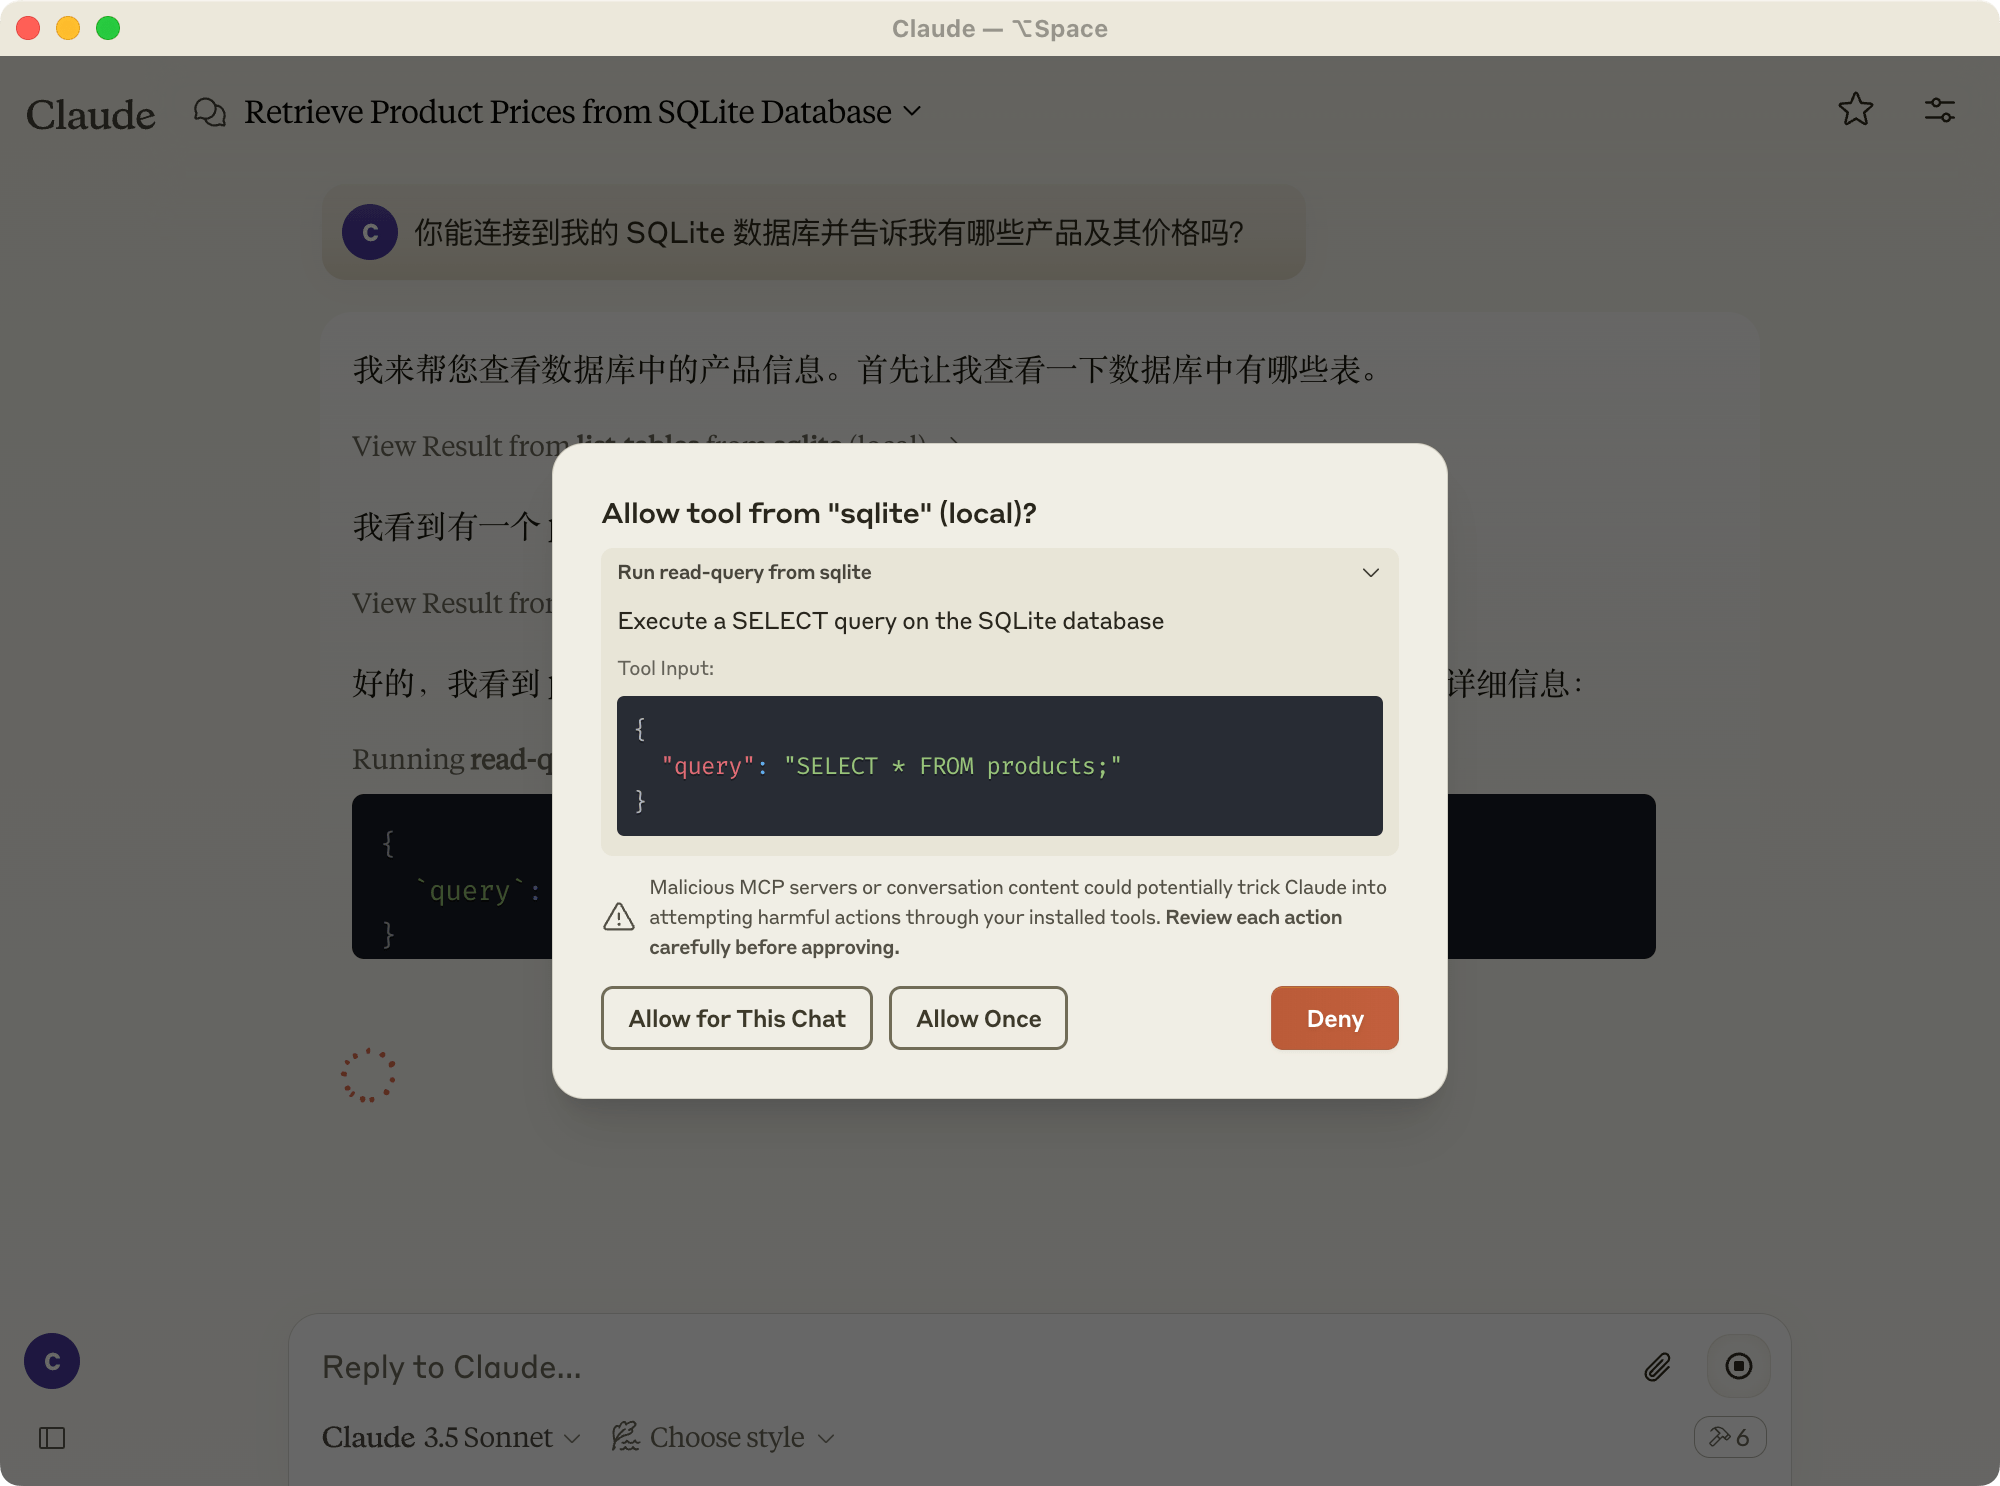 Claude — ⌥Space
Claude
Retrieve Product Prices from SQLite Database
C
你能连接到我的 SQLite 数据库并告诉我有哪些产品及其价格吗?
我来帮您查看数据库中的产品信息。首先让我查看一下数据库中有哪些表。
View Result from list-tables from sqlite (local)
我看到有一个
View Result from
好的，我看到
详细信息：
Running read-q
{
`query`:
}
Allow tool from "sqlite" (local)?
Run read-query from sqlite
Execute a SELECT query on the SQLite database
Tool Input:
{
"query": "SELECT * FROM products;"
}
Malicious MCP servers or conversation content could potentially trick Claude into
attempting harmful actions through your installed tools. Review each action
carefully before approving.
Allow for This Chat
Allow Once
Deny
C
Reply to Claude...
Claude 3.5 Sonnet
Choose style
6